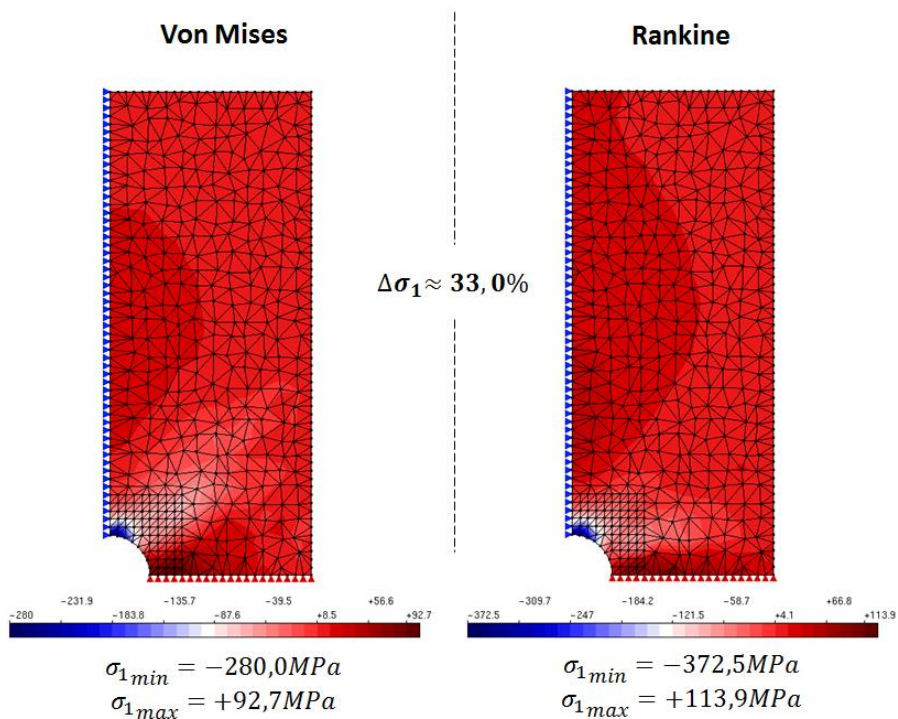 Von Mises
Rankine
Δσ₁≈ 33,0%
−280 −231.9 −183.8 −135.7 −87.6 −39.5 +8.5 +56.6 +92.7
−372.5 −309.7 −247 −184.2 −121.5 −58.7 +4.1 +66.8 +113.9
σ₁ₘᵢₙ = −280,0MPa
σ₁ₘₐₓ = +92,7MPa
σ₁ₘᵢₙ = −372,5MPa
σ₁ₘₐₓ = +113,9MPa